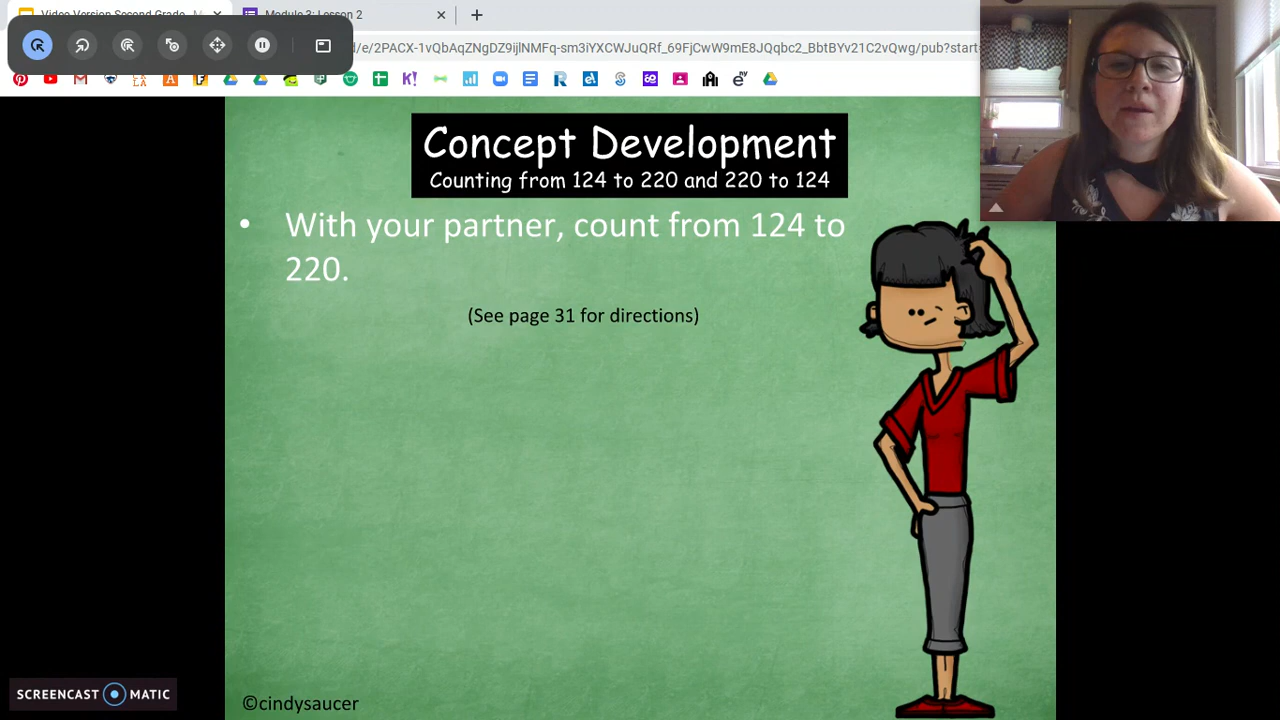 Video Version Second Grade - M
Module 3: Lesson 2
d/e/2PACX-1vQbAqZNgDZ9ijlNMFq-sm3iYXCWJuQRf_69FjCwW9mE8JQqbc2_BbtBYv21C2vQwg/pub?start
Concept Development
Counting from 124 to 220 and 220 to 124
• With your partner, count from 124 to
220.
(See page 31 for directions)
SCREENCAST MATIC
©cindysaucer